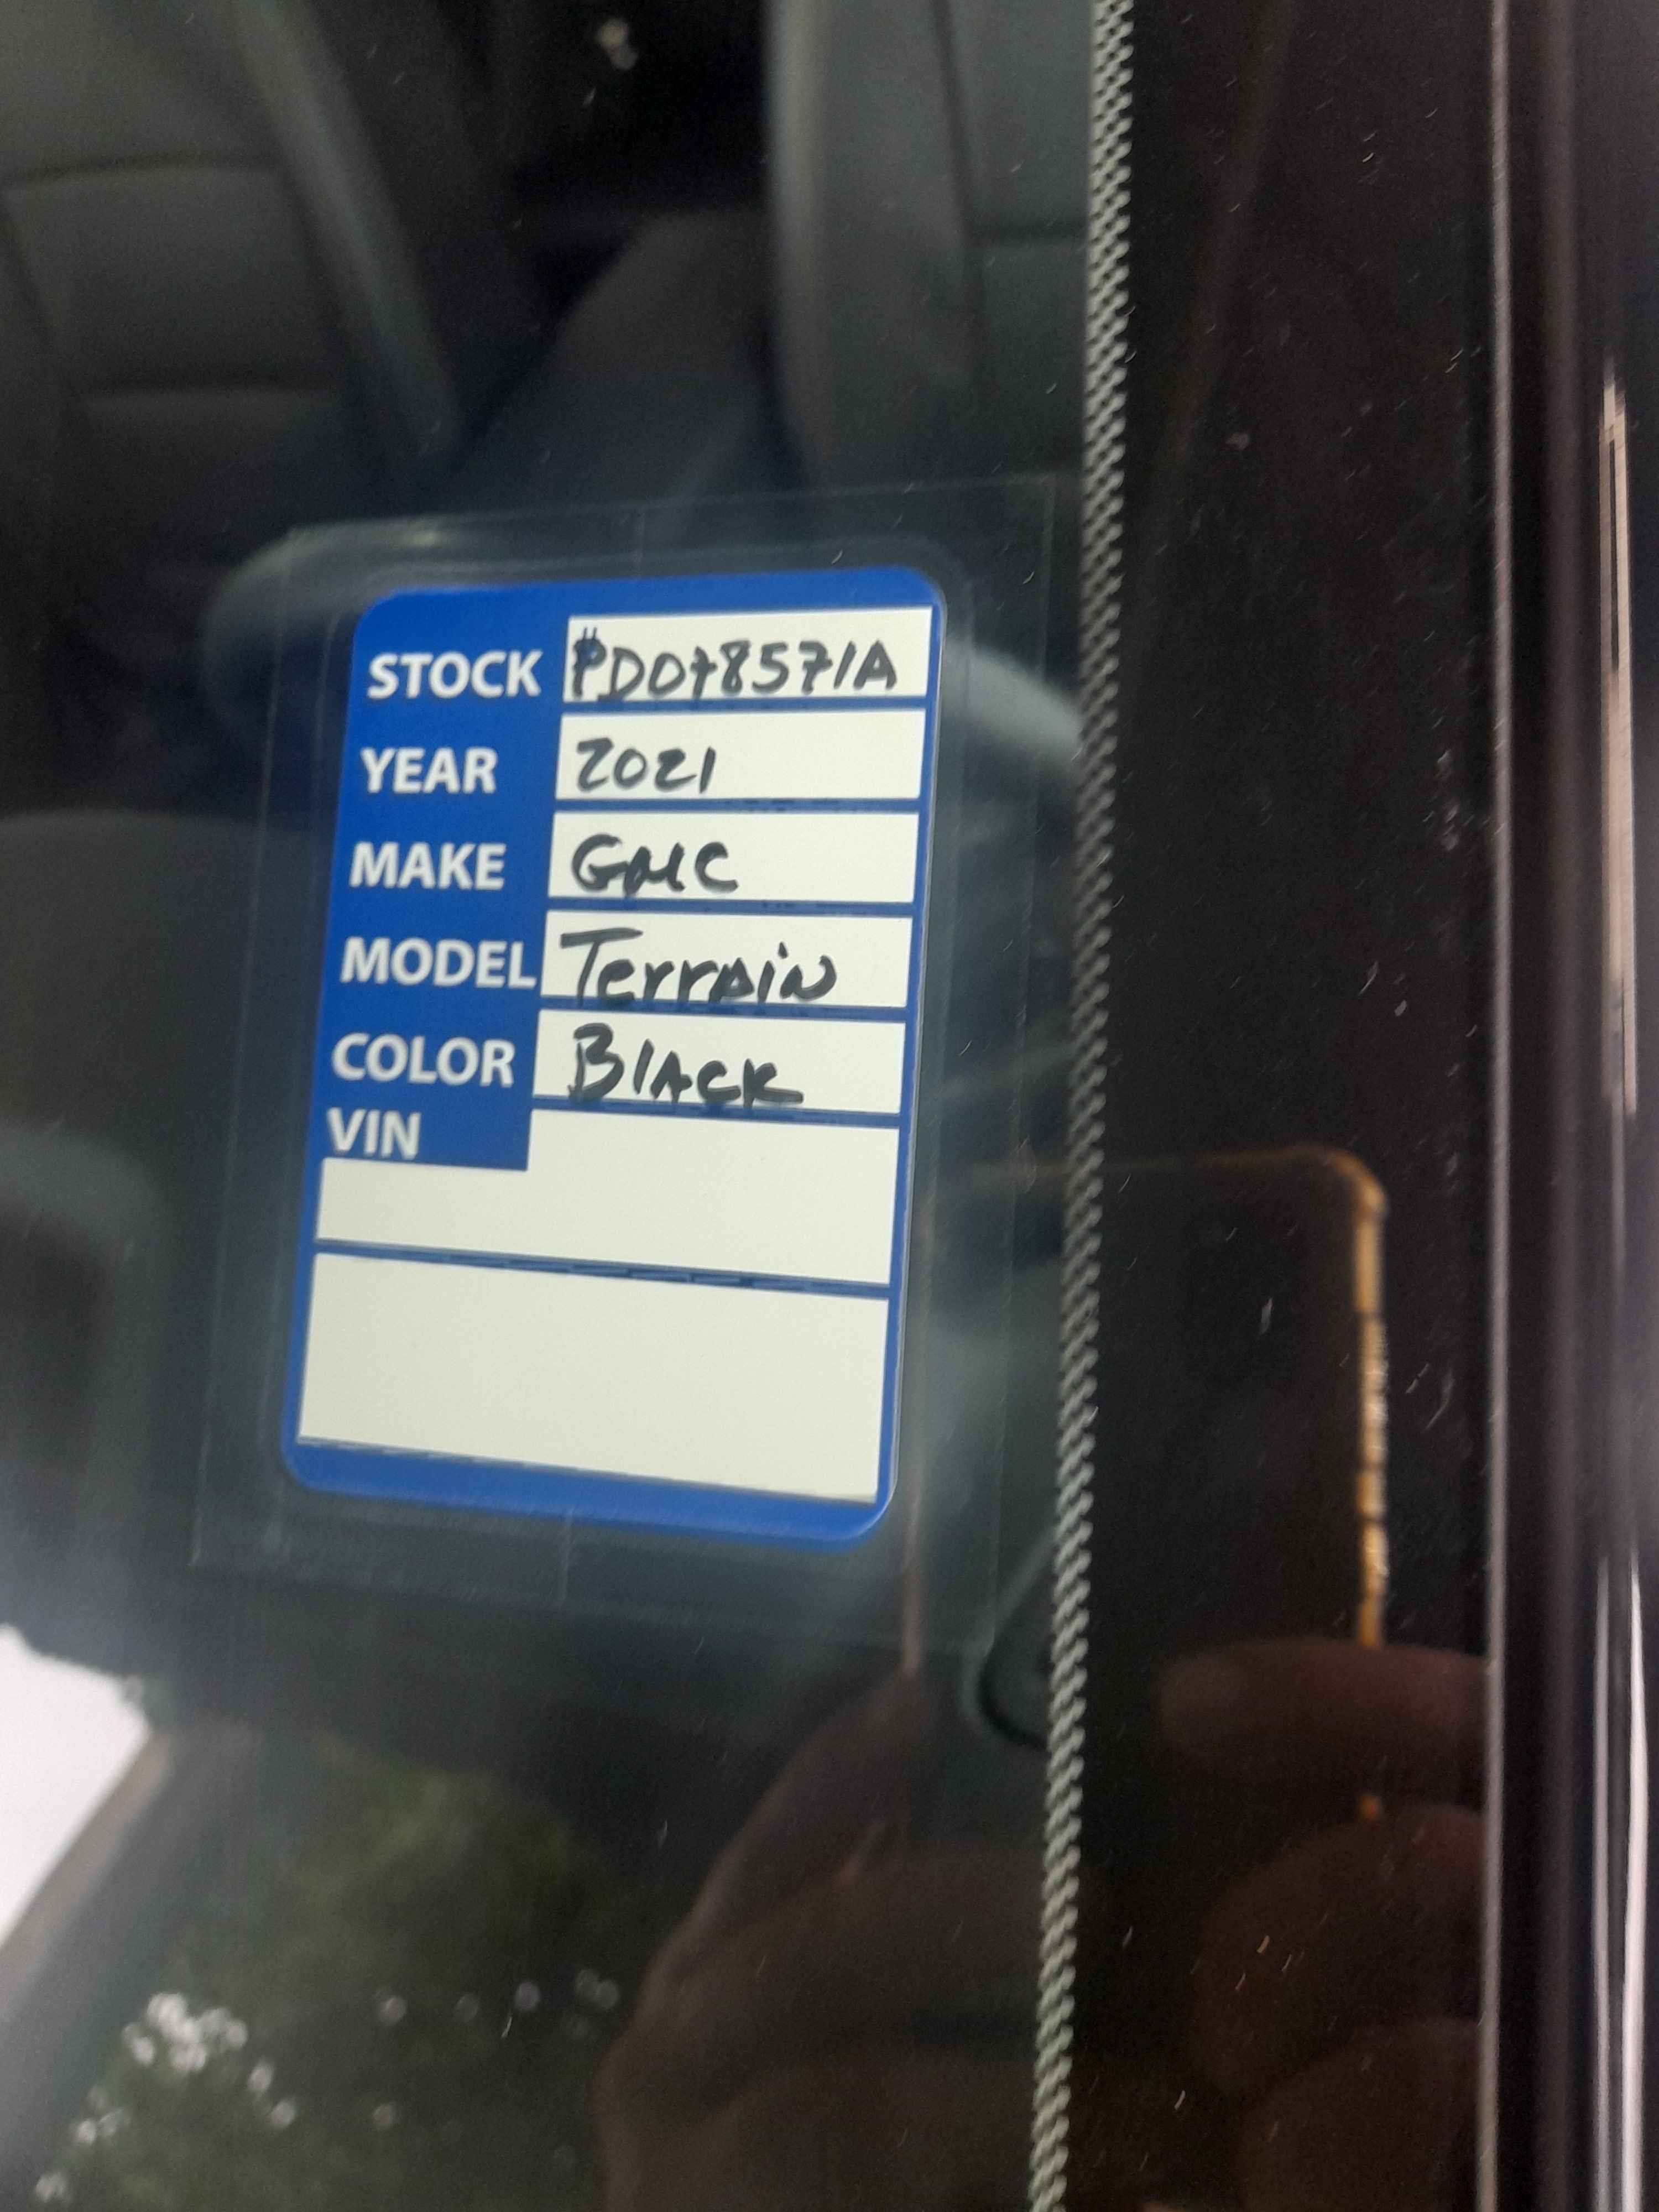 STOCK PD078571A
YEAR 2021
MAKE GMC
MODEL Terrain
COLOR Black
VIN